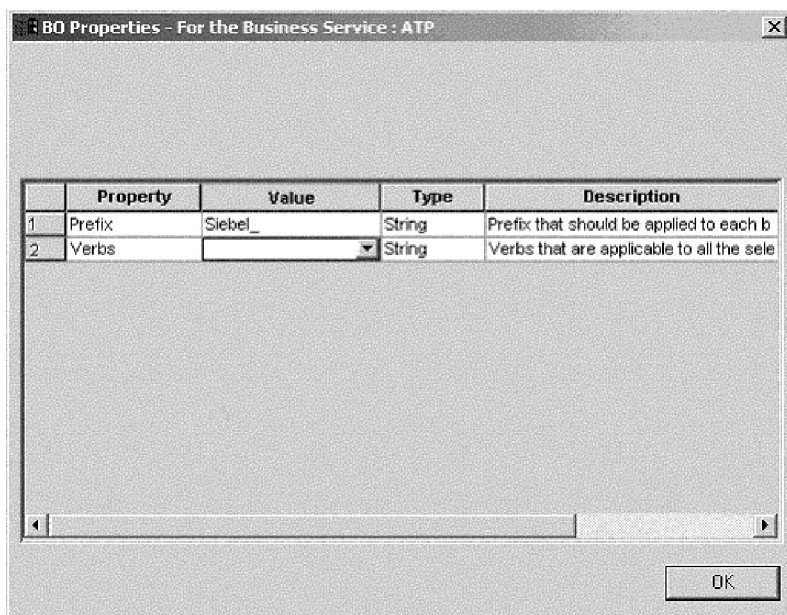 BO Properties - For the Business Service : ATP
Property Value Type Description
1 Prefix Siebel_ String Prefix that should be applied to each b
2 Verbs String Verbs that are applicable to all the sele
OK